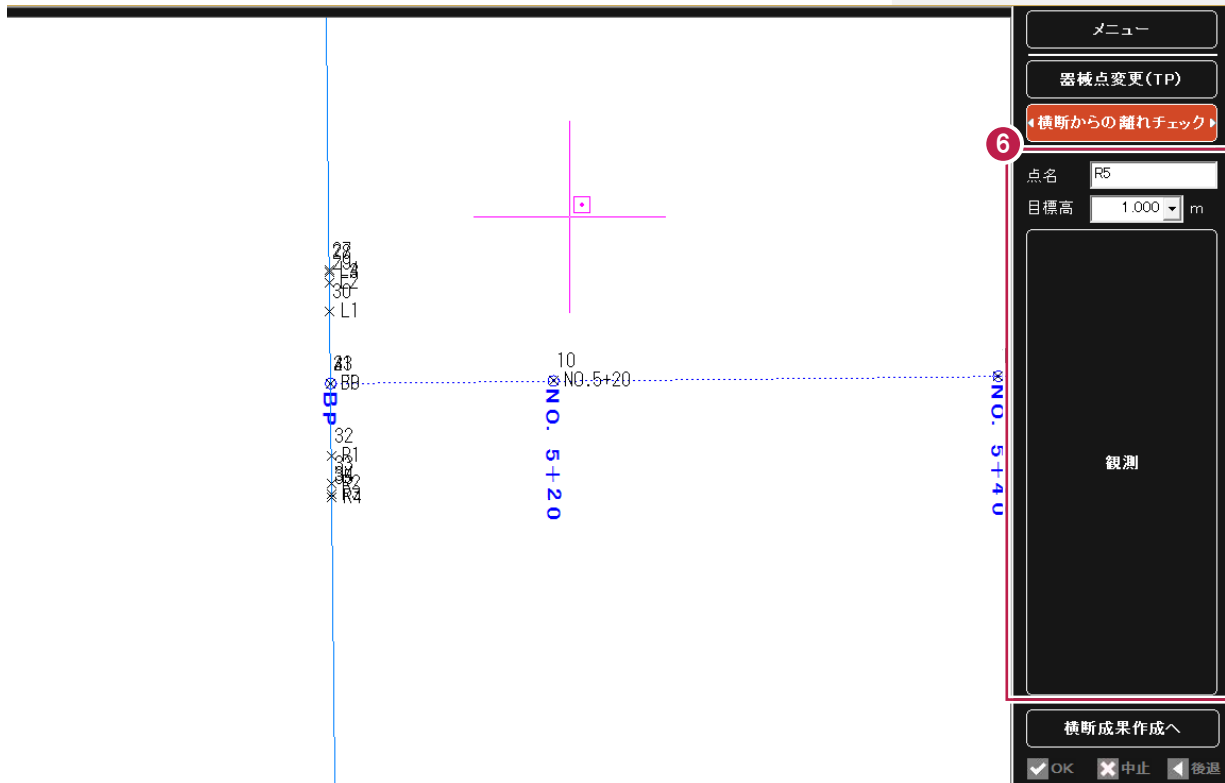 メニュー
器械点変更(TP)
横断からの離れチェック
6
点名 R5
目標高 1.000 m
観測
横断成果作成へ
OK 中止 後退
30
L1
10
NO.5+20
BP
NO. 5+20
NO. 5+40
32
R1
R2
R4